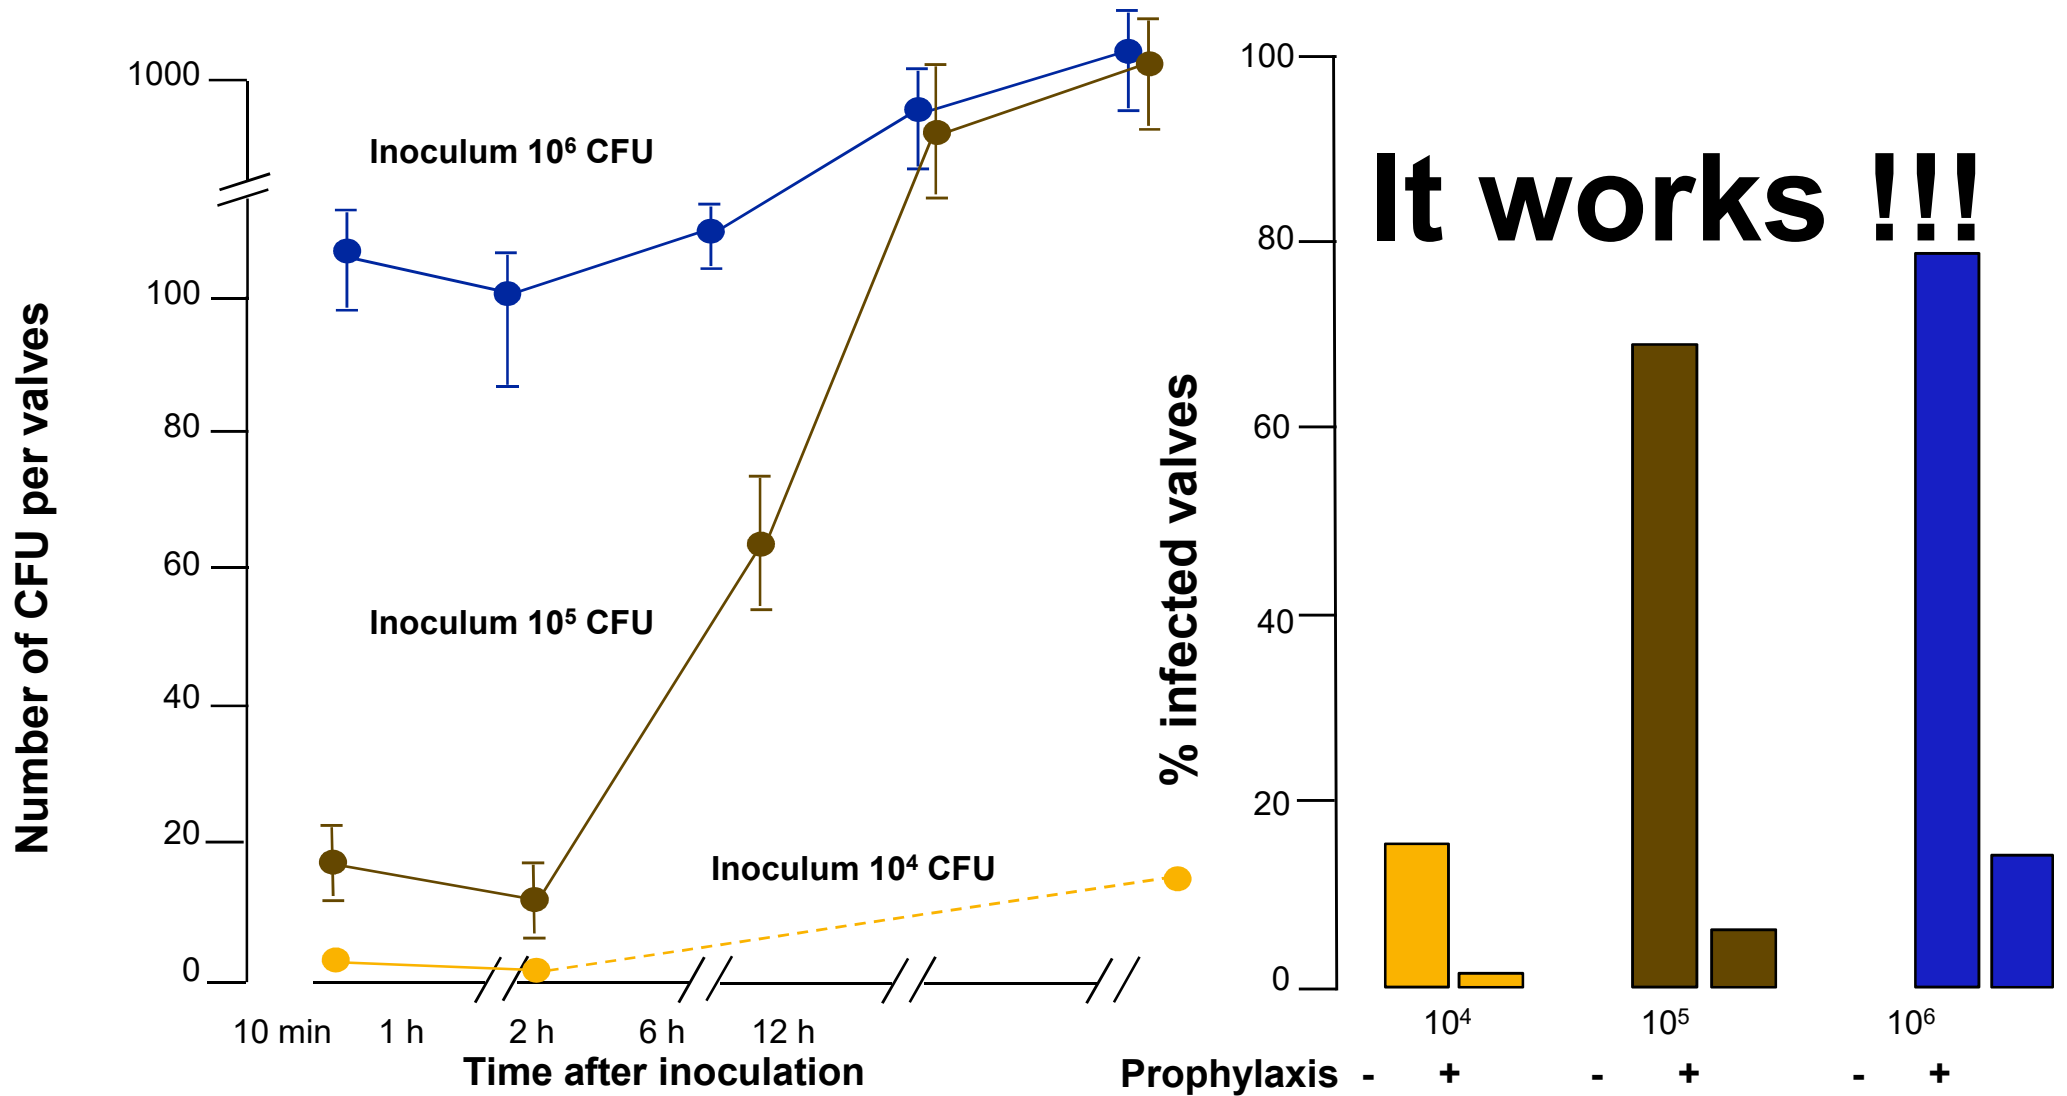 Number of CFU per valves
1000
100
80
60
40
20
0
Inoculum 10⁶ CFU
Inoculum 10⁵ CFU
Inoculum 10⁴ CFU
10 min 1 h 2 h 6 h 12 h
Time after inoculation
It works !!!
% infected valves
100
80
60
40
20
0
10⁴ 10⁵ 10⁶
Prophylaxis - + - + - +